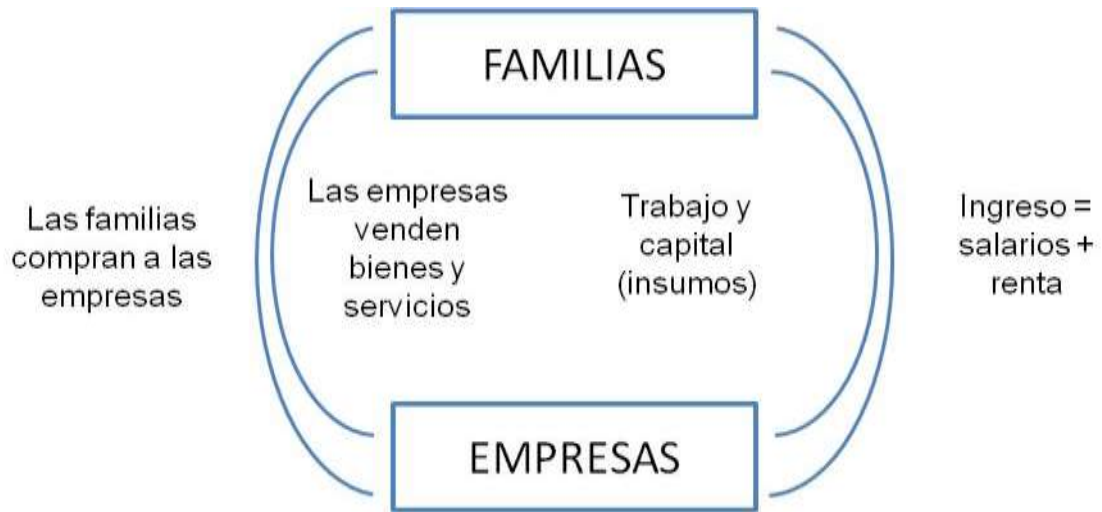 FAMILIAS
Las familias
compran a las
empresas
Las empresas
venden
bienes y
servicios
Trabajo y
capital
(insumos)
Ingreso =
salarios +
renta
EMPRESAS